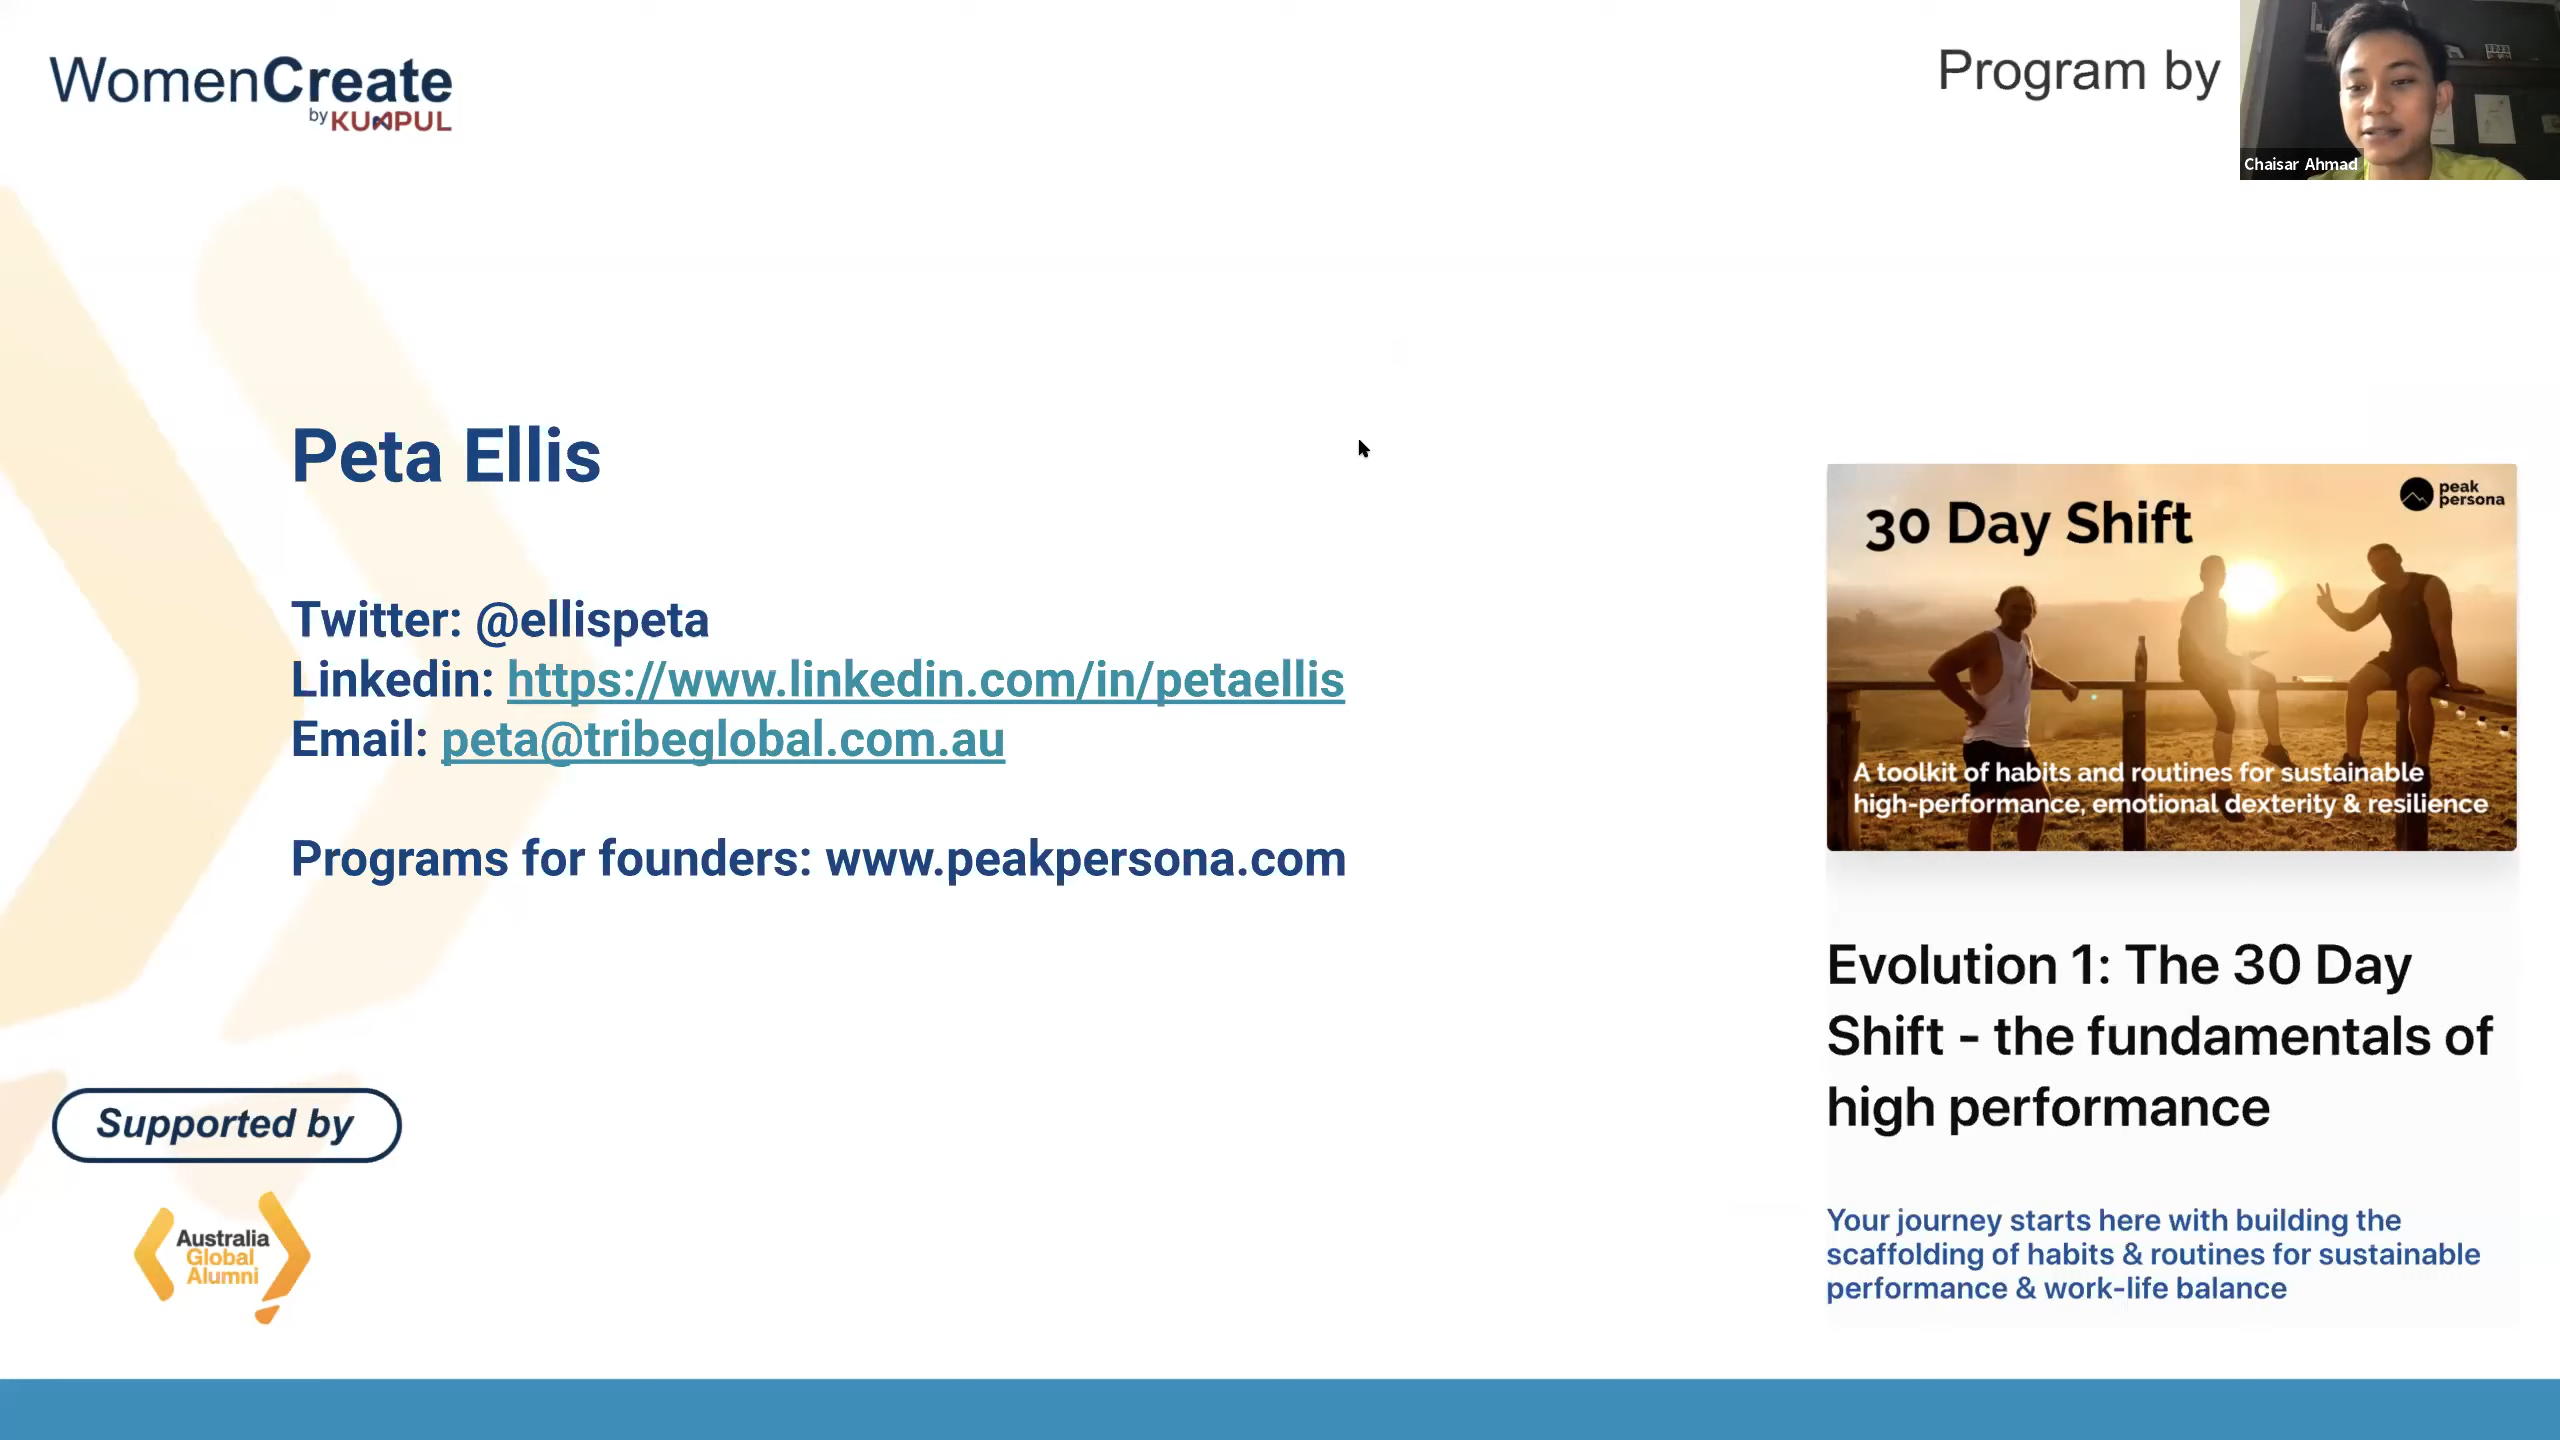 WomenCreate
by KUMPUL
Program by
Chaisar Ahmad
Peta Ellis
Twitter: @ellispeta
Linkedin: https://www.linkedin.com/in/petaellis
Email: peta@tribeglobal.com.au
Programs for founders: www.peakpersona.com
30 Day Shift
peak
persona
A toolkit of habits and routines for sustainable
high-performance, emotional dexterity & resilience
Evolution 1: The 30 Day
Shift - the fundamentals of
high performance
Your journey starts here with building the
scaffolding of habits & routines for sustainable
performance & work-life balance
Supported by
Australia
Global
Alumni